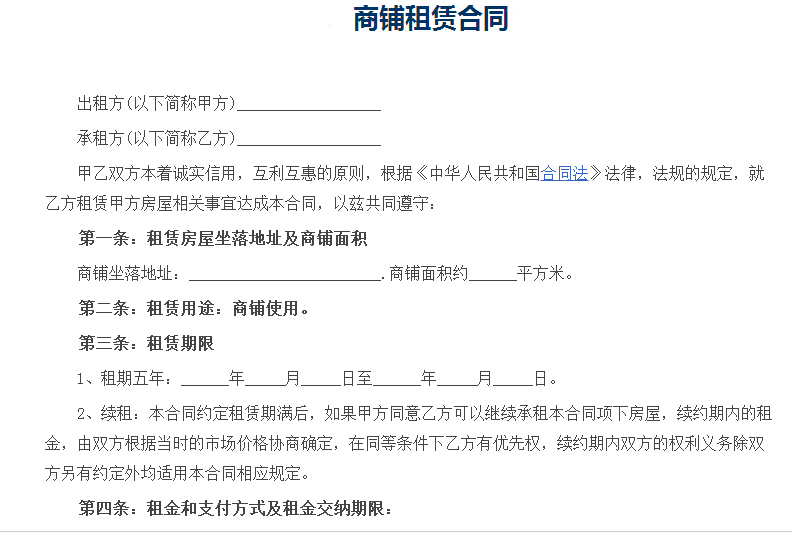 商铺租赁合同
出租方(以下简称甲方)__________________
承租方(以下简称乙方)__________________
甲乙双方本着诚实信用，互利互惠的原则，根据《中华人民共和国合同法》法律，法规的规定，就
乙方租赁甲方房屋相关事宜达成本合同，以兹共同遵守：
第一条：租赁房屋坐落地址及商铺面积
商铺坐落地址：________________________.商铺面积约______平方米。
第二条：租赁用途：商铺使用。
第三条：租赁期限
1、租期五年：______年_____月_____日至______年_____月_____日。
2、续租：本合同约定租赁期满后，如果甲方同意乙方可以继续承租本合同项下房屋，续约期内的租
金，由双方根据当时的市场价格协商确定，在同等条件下乙方有优先权，续约期内双方的权利义务除双
方另有约定外均适用本合同相应规定。
第四条：租金和支付方式及租金交纳期限：